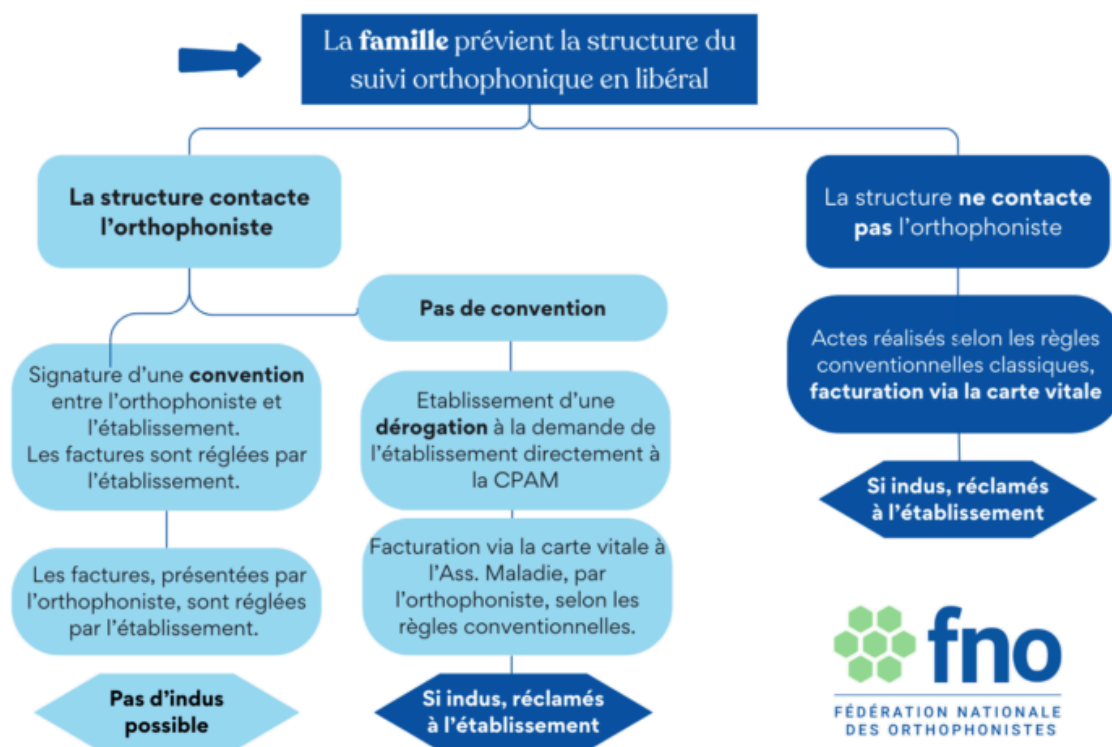 La famille prévient la structure du
suivi orthophonique en libéral
La structure contacte
l'orthophoniste
Signature d'une convention
entre l'orthophoniste et
l'établissement.
Les factures sont réglées par
l'établissement.
Les factures, présentées par
l'orthophoniste, sont réglées
par l'établissement.
Pas d'indus
possible
Pas de convention
Etablissement d'une
dérogation à la demande de
l'établissement directement à
la CPAM
Facturation via la carte vitale à
l'Ass. Maladie, par
l'orthophoniste, selon les
règles conventionnelles.
Si indus, réclamés
à l'établissement
La structure ne contacte
pas l'orthophoniste
Actes réalisés selon les règles
conventionnelles classiques,
facturation via la carte vitale
Si indus, réclamés
à l'établissement
fno
FÉDÉRATION NATIONALE
DES ORTHOPHONISTES